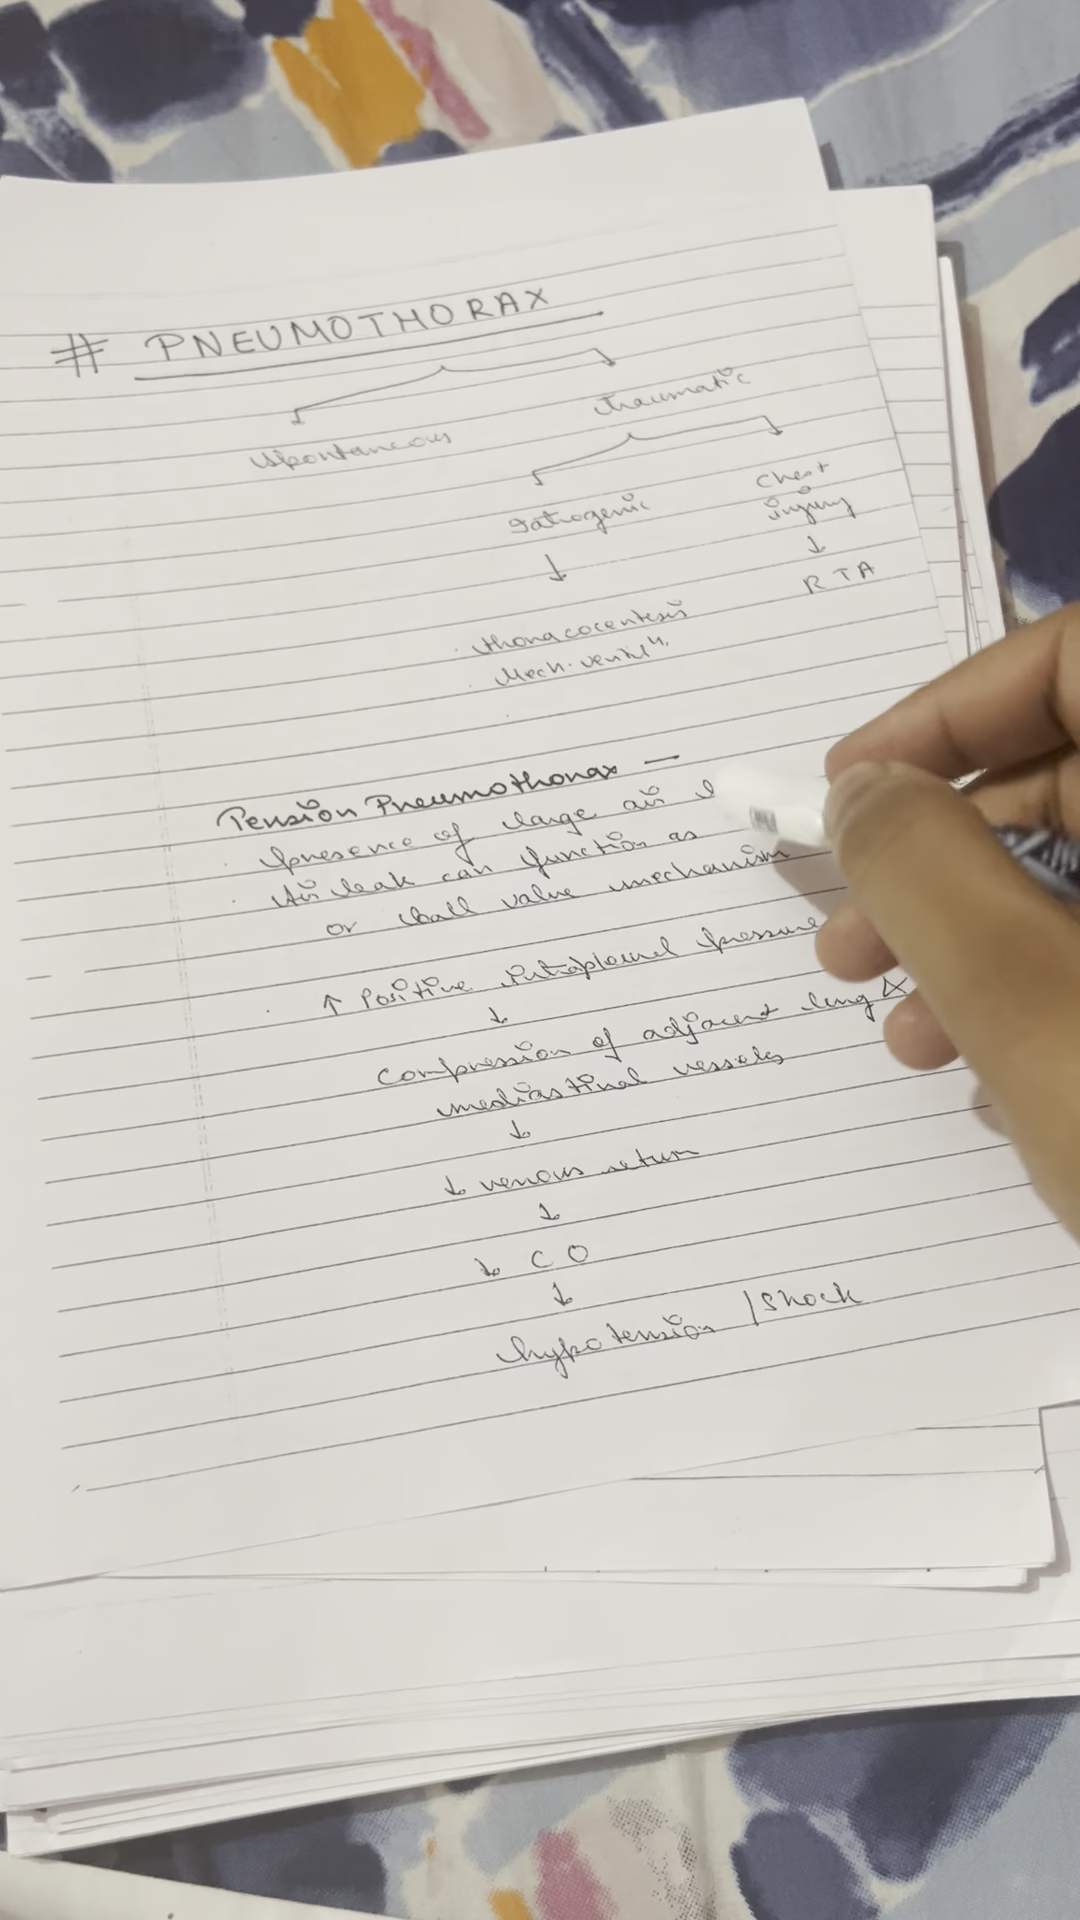 # PNEUMOTHORAX
Spontaneous
traumatic
Iatrogenic
Chest
injury
↓
↓
RTA
· thoracocentesis
· Mech. ventilⁿ.
Tension Pneumothorax —
· presence of large air
· Air leak can function as
or ball valve mechanism
· ↑ Positive intrapleural pressure
↓
Compression of adjacent lung &
mediastinal vessels
↓
↓ venous return
↓
↓ CO
↓
hypotension /shock